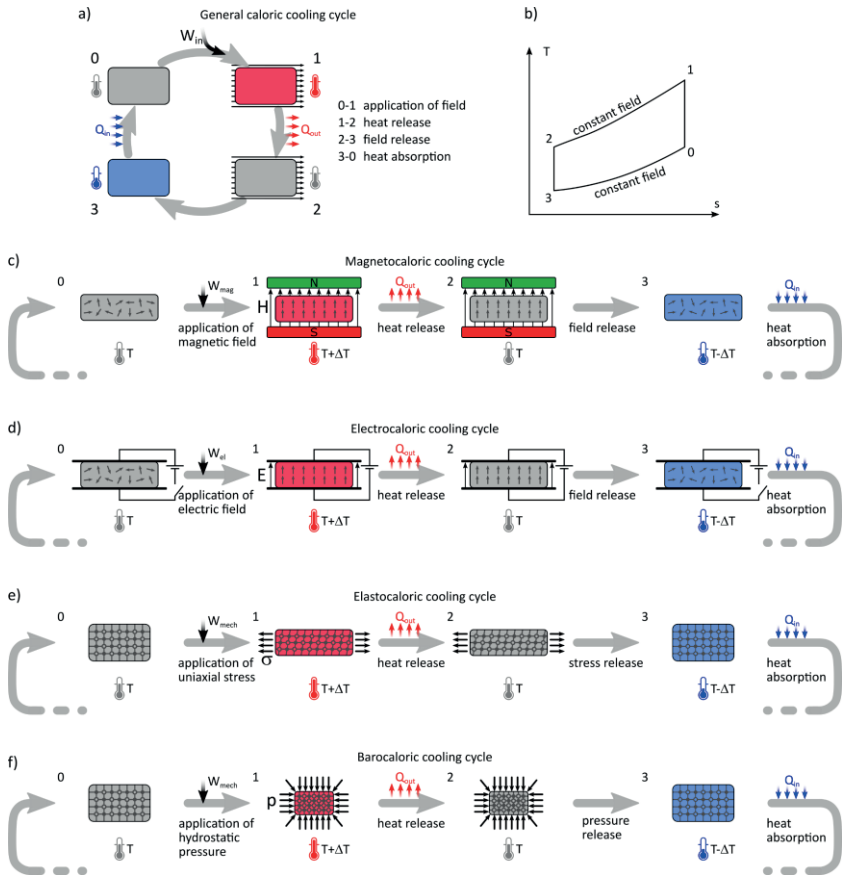 a)
General caloric cooling cycle
W_in
0
1
Q_in
Q_out
3
2
0-1 application of field
1-2 heat release
2-3 field release
3-0 heat absorption
b)
T
1
constant field
2
0
constant field
3
s
c)
Magnetocaloric cooling cycle
0
W_mag
application of
magnetic field
1
N
H
S
Q_out
heat release
2
N
S
field release
3
Q_in
heat
absorption
T
T+ΔT
T
T-ΔT
d)
Electrocaloric cooling cycle
0
W_el
application of
electric field
1
E
Q_out
heat release
2
field release
3
Q_in
heat
absorption
T
T+ΔT
T
T-ΔT
e)
Elastocaloric cooling cycle
0
W_mech
application of
uniaxial stress
1
σ
Q_out
heat release
2
stress release
3
Q_in
heat
absorption
T
T+ΔT
T
T-ΔT
f)
Barocaloric cooling cycle
0
W_mech
application of
hydrostatic
pressure
1
p
Q_out
heat release
2
pressure
release
3
Q_in
heat
absorption
T
T+ΔT
T
T-ΔT